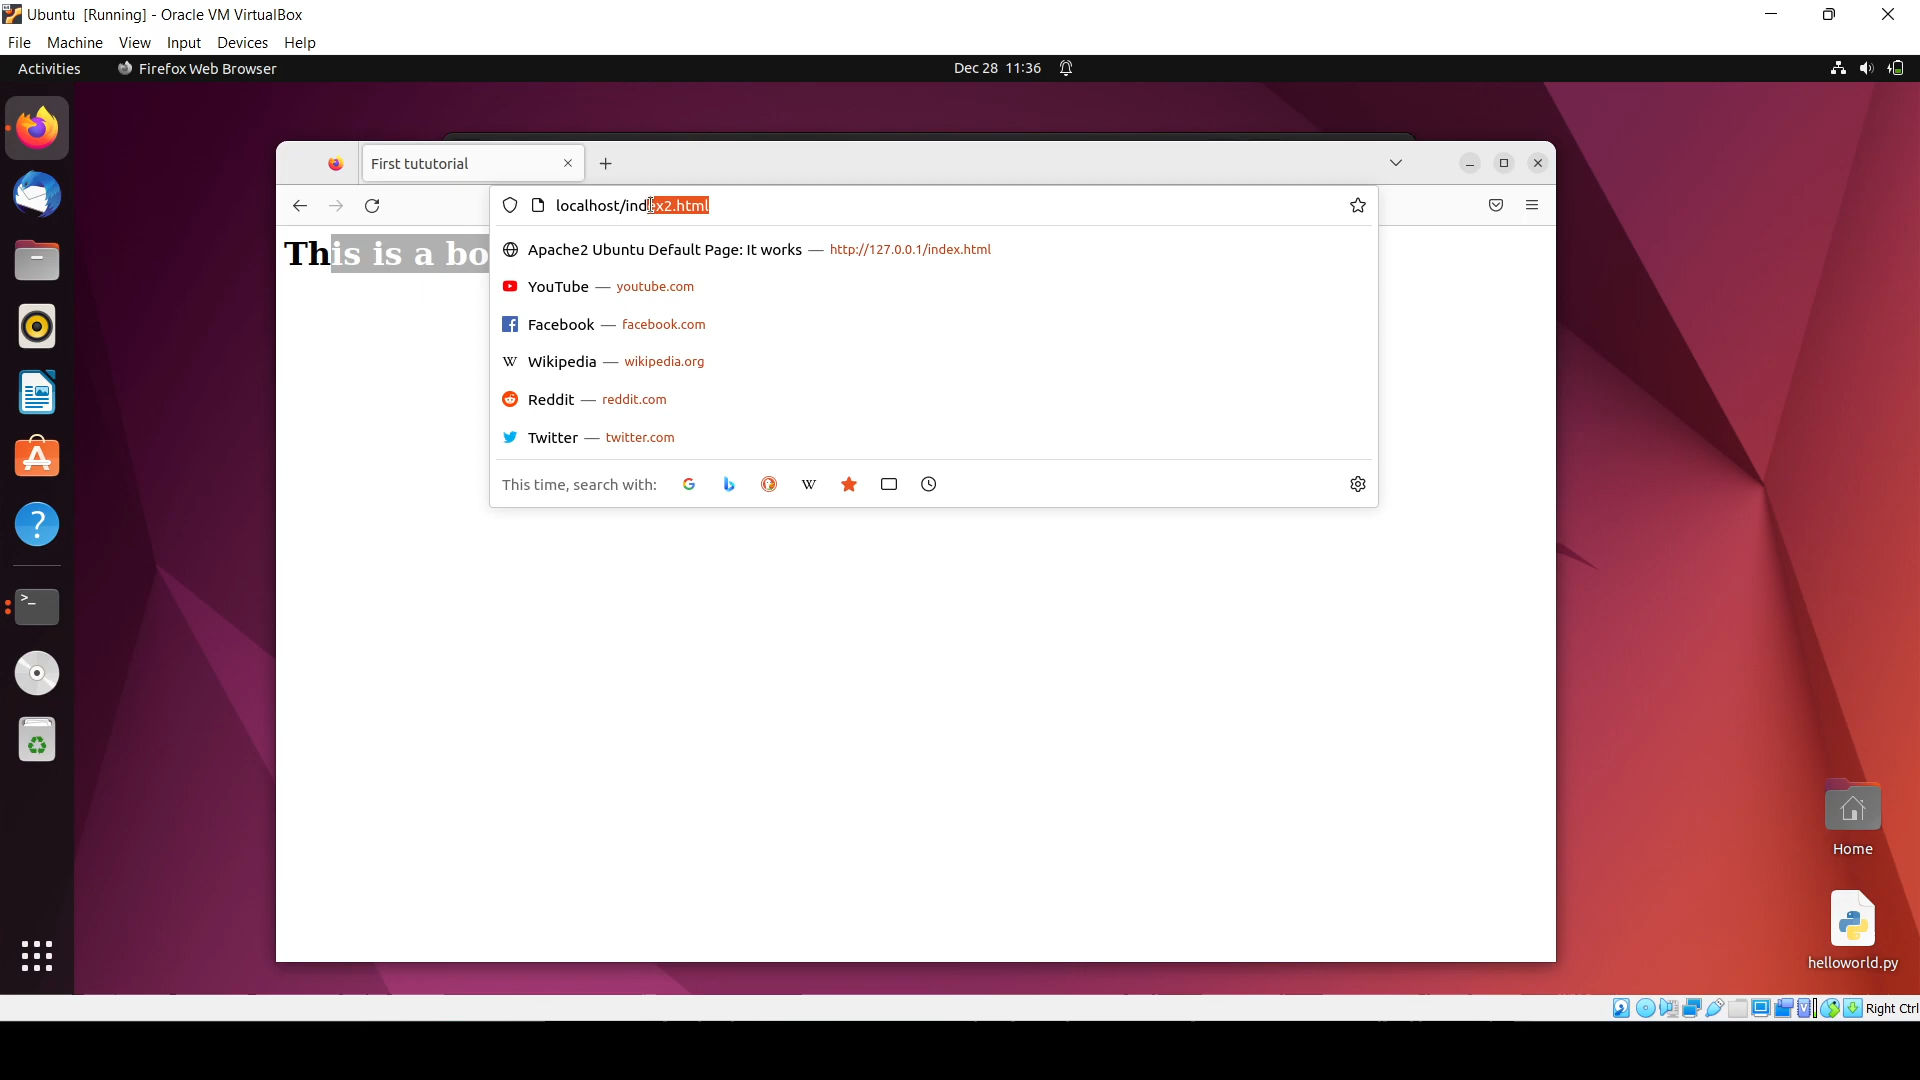 Ubuntu [Running] - Oracle VM VirtualBox
File Machine View Input Devices Help
Activities Firefox Web Browser Dec 28 11:36
First tututorial
localhost/index2.html
This is a bo
Apache2 Ubuntu Default Page: It works — http://127.0.0.1/index.html
YouTube — youtube.com
Facebook — facebook.com
Wikipedia — wikipedia.org
Reddit — reddit.com
Twitter — twitter.com
This time, search with:
Home
helloworld.py
Right Ctrl